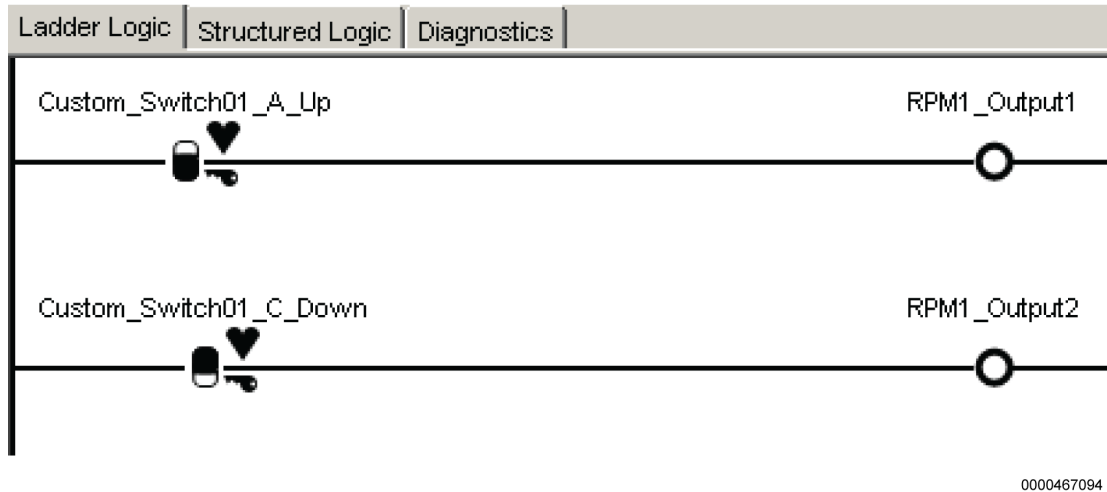 Ladder Logic Structured Logic Diagnostics
Custom_Switch01_A_Up RPM1_Output1
Custom_Switch01_C_Down RPM1_Output2
0000467094